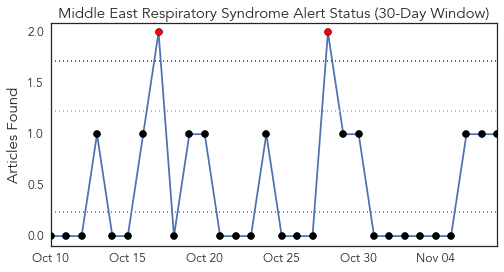 Middle East Respiratory Syndrome Alert Status (30-Day Window)
Articles Found
2.0
1.5
1.0
0.5
0.0
Oct 10 Oct 15 Oct 20 Oct 25 Oct 30 Nov 04